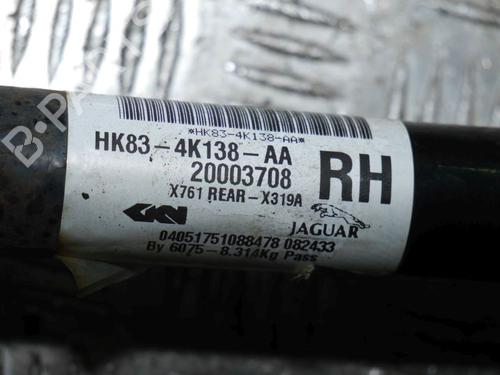 B-PARTS
*HK83-4K138-AA*
HK83-4K138-AA
RH
20003708
X761 REAR-X319A
GKN
JAGUAR
04051751088478 082433
By 6075-8.314Kg Pass